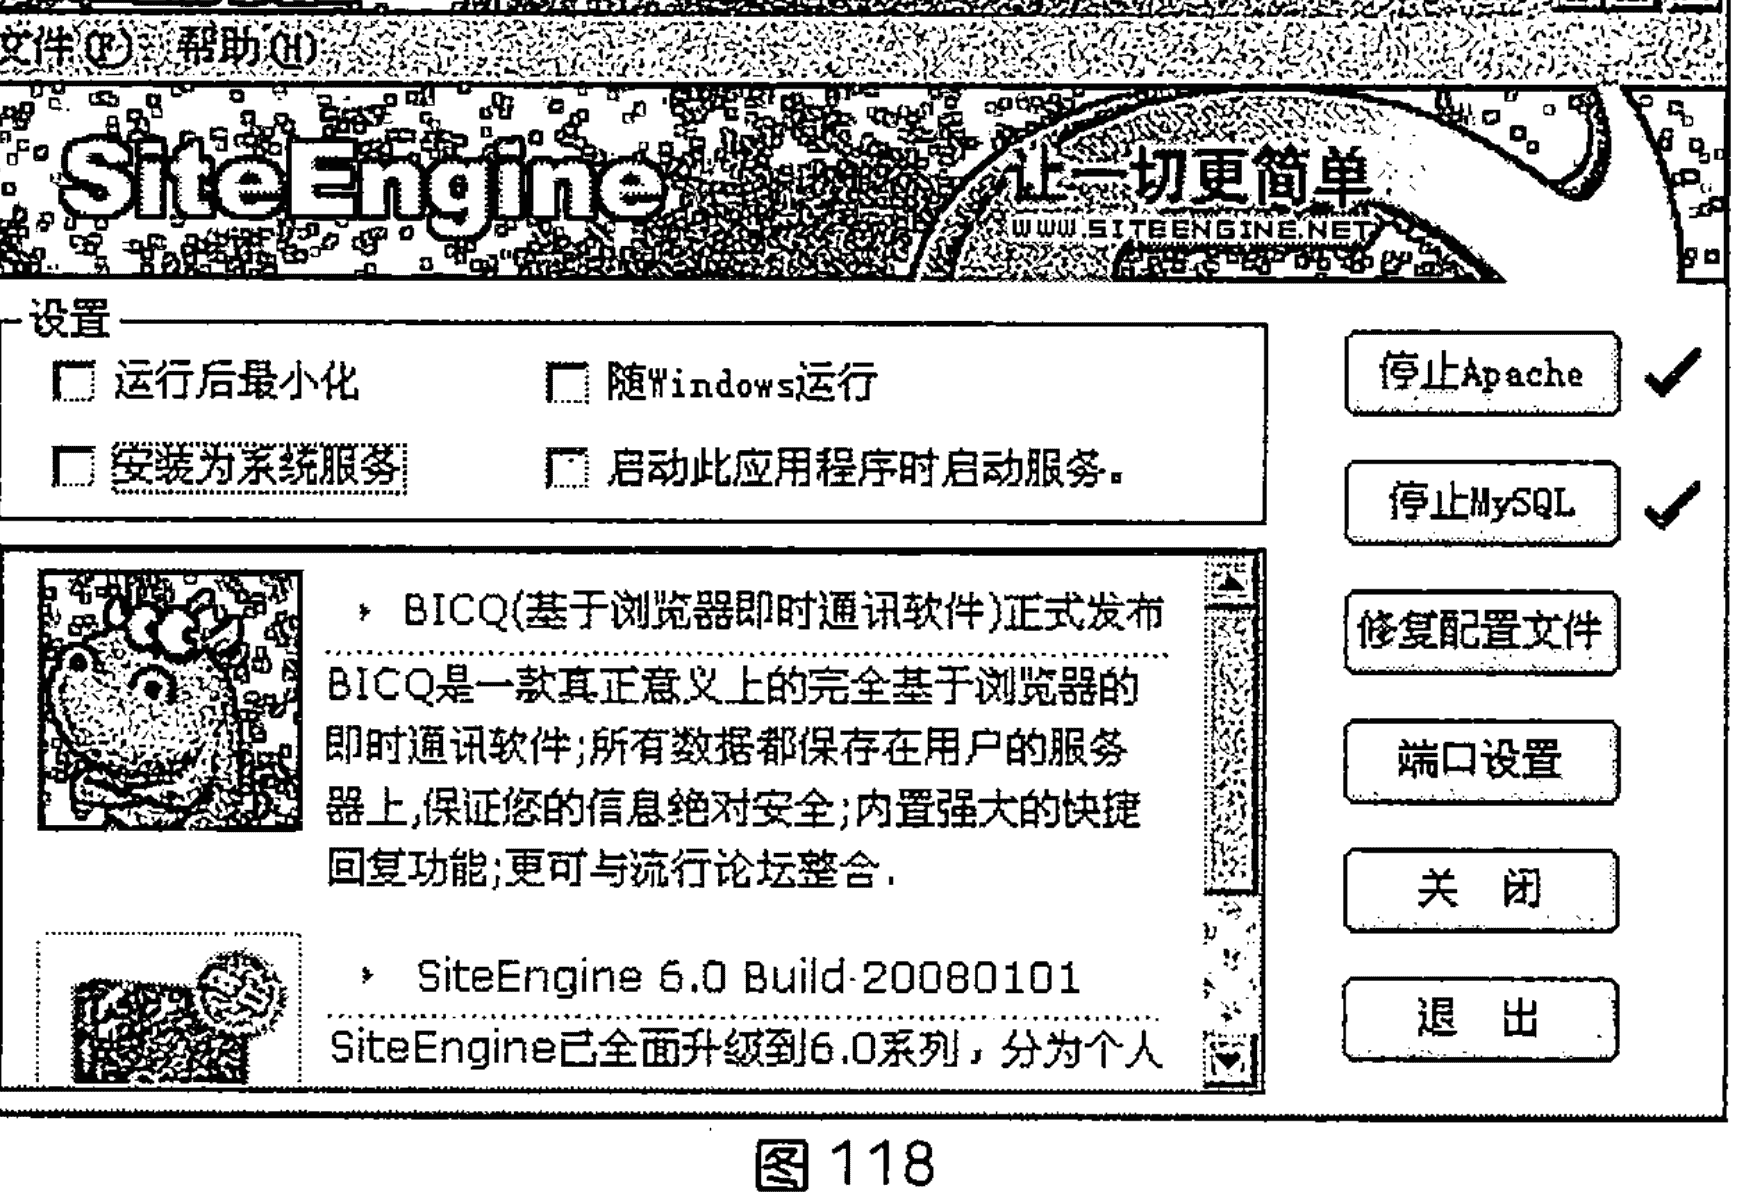 文件(F) 帮助(H)
SiteEngine
让一切更简单
WWW.SITEENGINE.NET
设置
运行后最小化
随Windows运行
安装为系统服务
启动此应用程序时启动服务。
停止Apache
停止MySQL
修复配置文件
端口设置
关 闭
退 出
BICQ(基于浏览器即时通讯软件)正式发布
BICQ是一款真正意义上的完全基于浏览器的
即时通讯软件;所有数据都保存在用户的服务
器上,保证您的信息绝对安全;内置强大的快捷
回复功能;更可与流行论坛整合.
SiteEngine 6.0 Build-20080101
SiteEngine已全面升级到6.0系列，分为个人
图 118